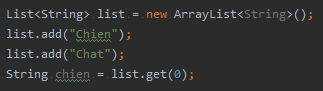 List<String> list = new ArrayList<String>();
list.add("Chien");
list.add("Chat");
String chien = list.get(0);